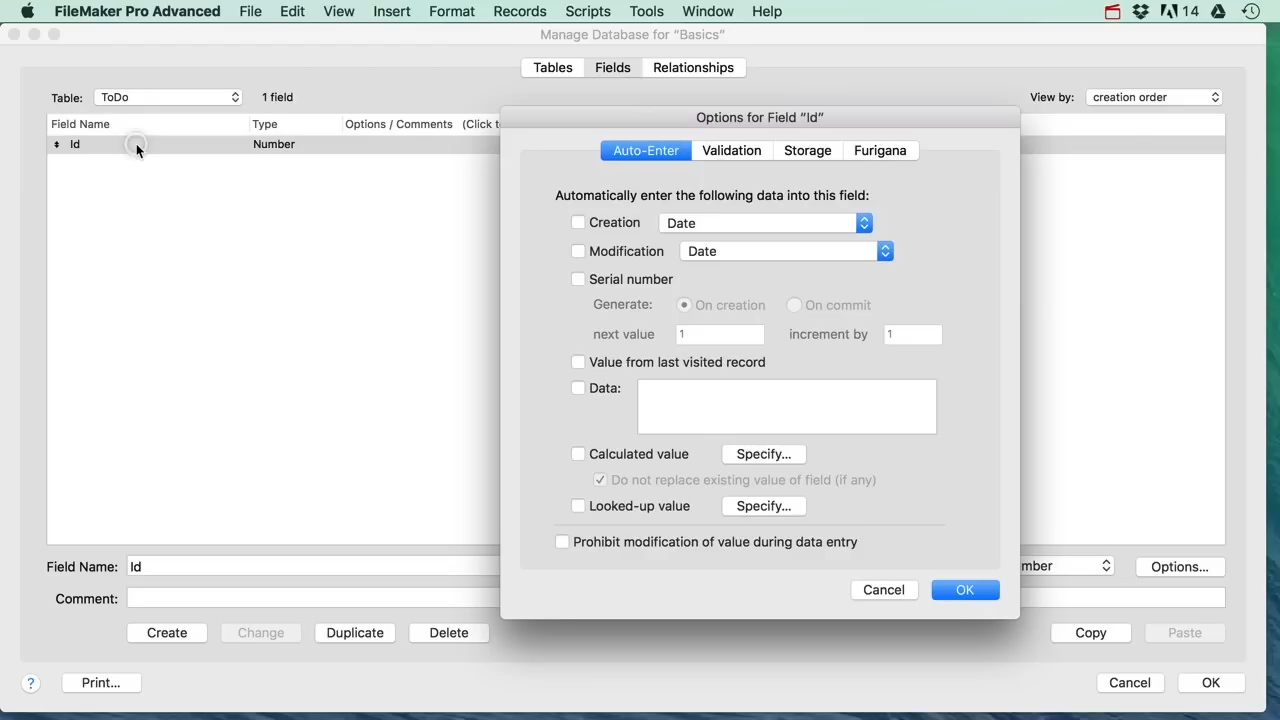 FileMaker Pro Advanced File Edit View Insert Format Records Scripts Tools Window Help 14
Manage Database for “Basics”
Tables Fields Relationships
Table: ToDo 1 field View by: creation order
Field Name Type Options / Comments (Click t
Id Number
Options for Field “Id”
Auto-Enter Validation Storage Furigana
Automatically enter the following data into this field:
Creation Date
Modification Date
Serial number
Generate: On creation On commit
next value 1 increment by 1
Value from last visited record
Data:
Calculated value Specify...
Do not replace existing value of field (if any)
Looked-up value Specify...
Prohibit modification of value during data entry
Cancel OK
Field Name: Id mber Options...
Comment:
Create Change Duplicate Delete Copy Paste
? Print... Cancel OK